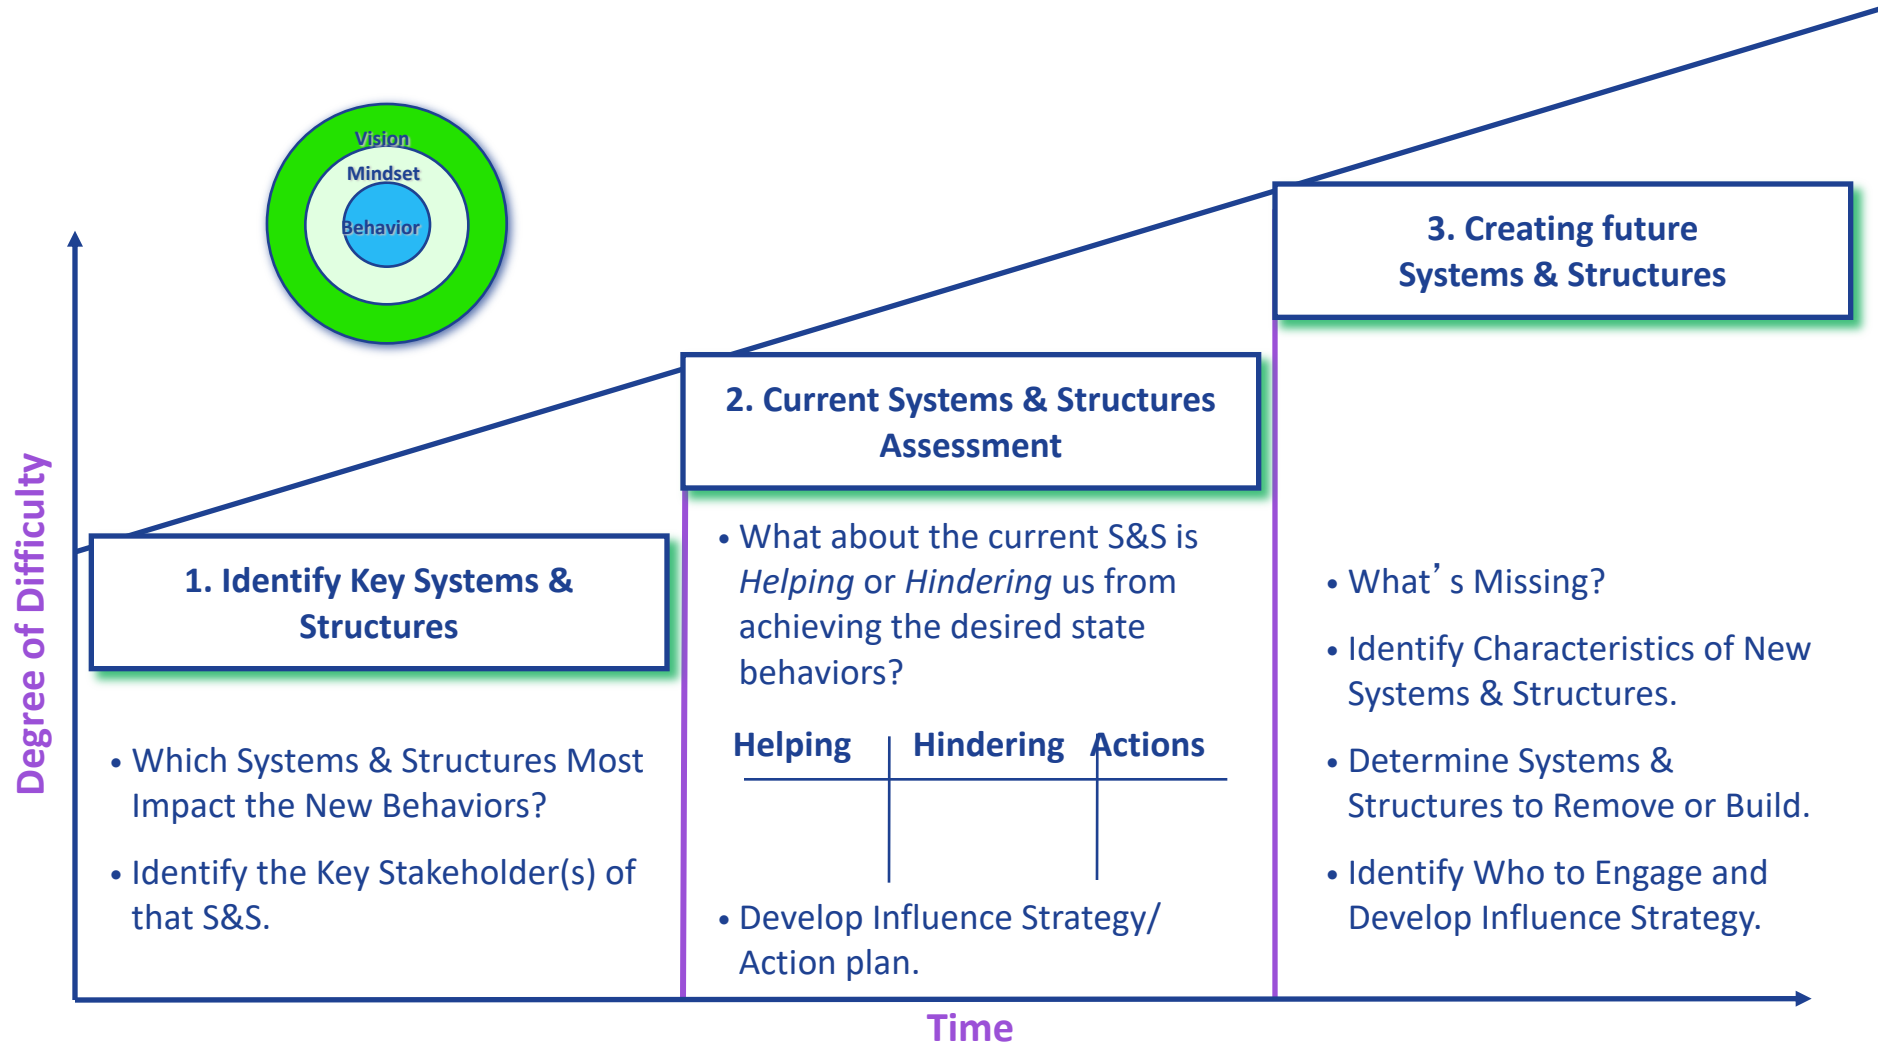 Vision
Mindset
Behavior
Degree of Difficulty
1. Identify Key Systems &
Structures
• Which Systems & Structures Most
Impact the New Behaviors?
• Identify the Key Stakeholder(s) of
that S&S.
2. Current Systems & Structures
Assessment
• What about the current S&S is
Helping or Hindering us from
achieving the desired state
behaviors?
Helping Hindering Actions
• Develop Influence Strategy/
Action plan.
3. Creating future
Systems & Structures
• What’s Missing?
• Identify Characteristics of New
Systems & Structures.
• Determine Systems &
Structures to Remove or Build.
• Identify Who to Engage and
Develop Influence Strategy.
Time